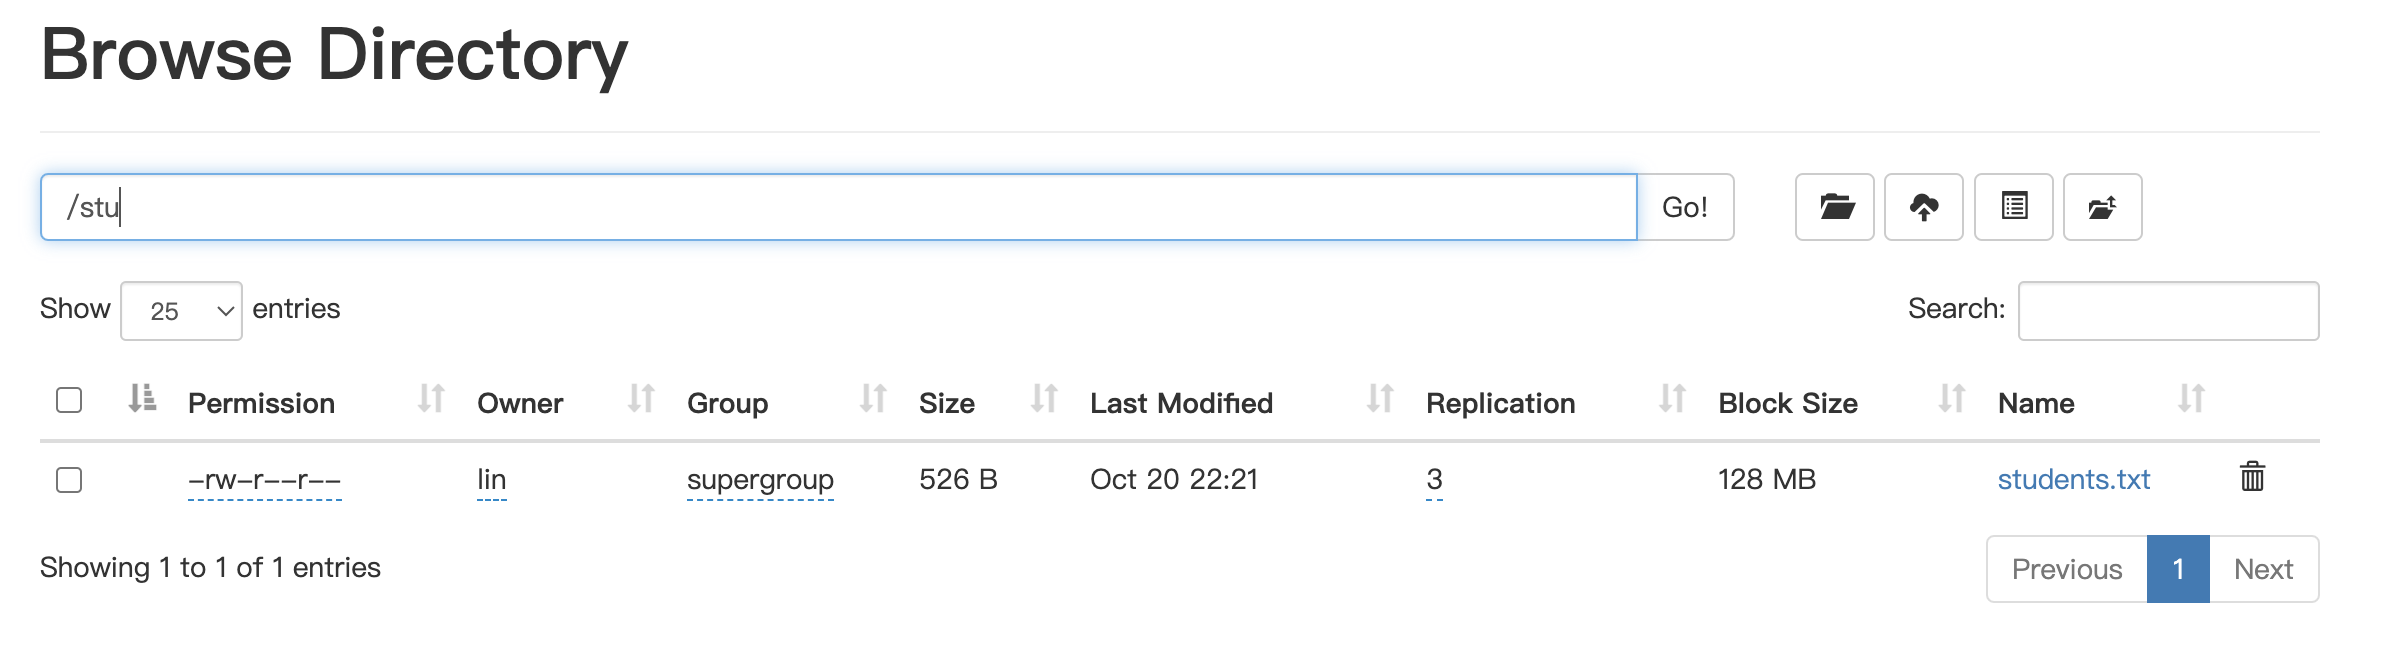 Browse Directory
/stu Go!
Show 25 entries Search:
Permission Owner Group Size Last Modified Replication Block Size Name
-rw-r--r-- lin supergroup 526 B Oct 20 22:21 3 128 MB students.txt
Showing 1 to 1 of 1 entries Previous 1 Next